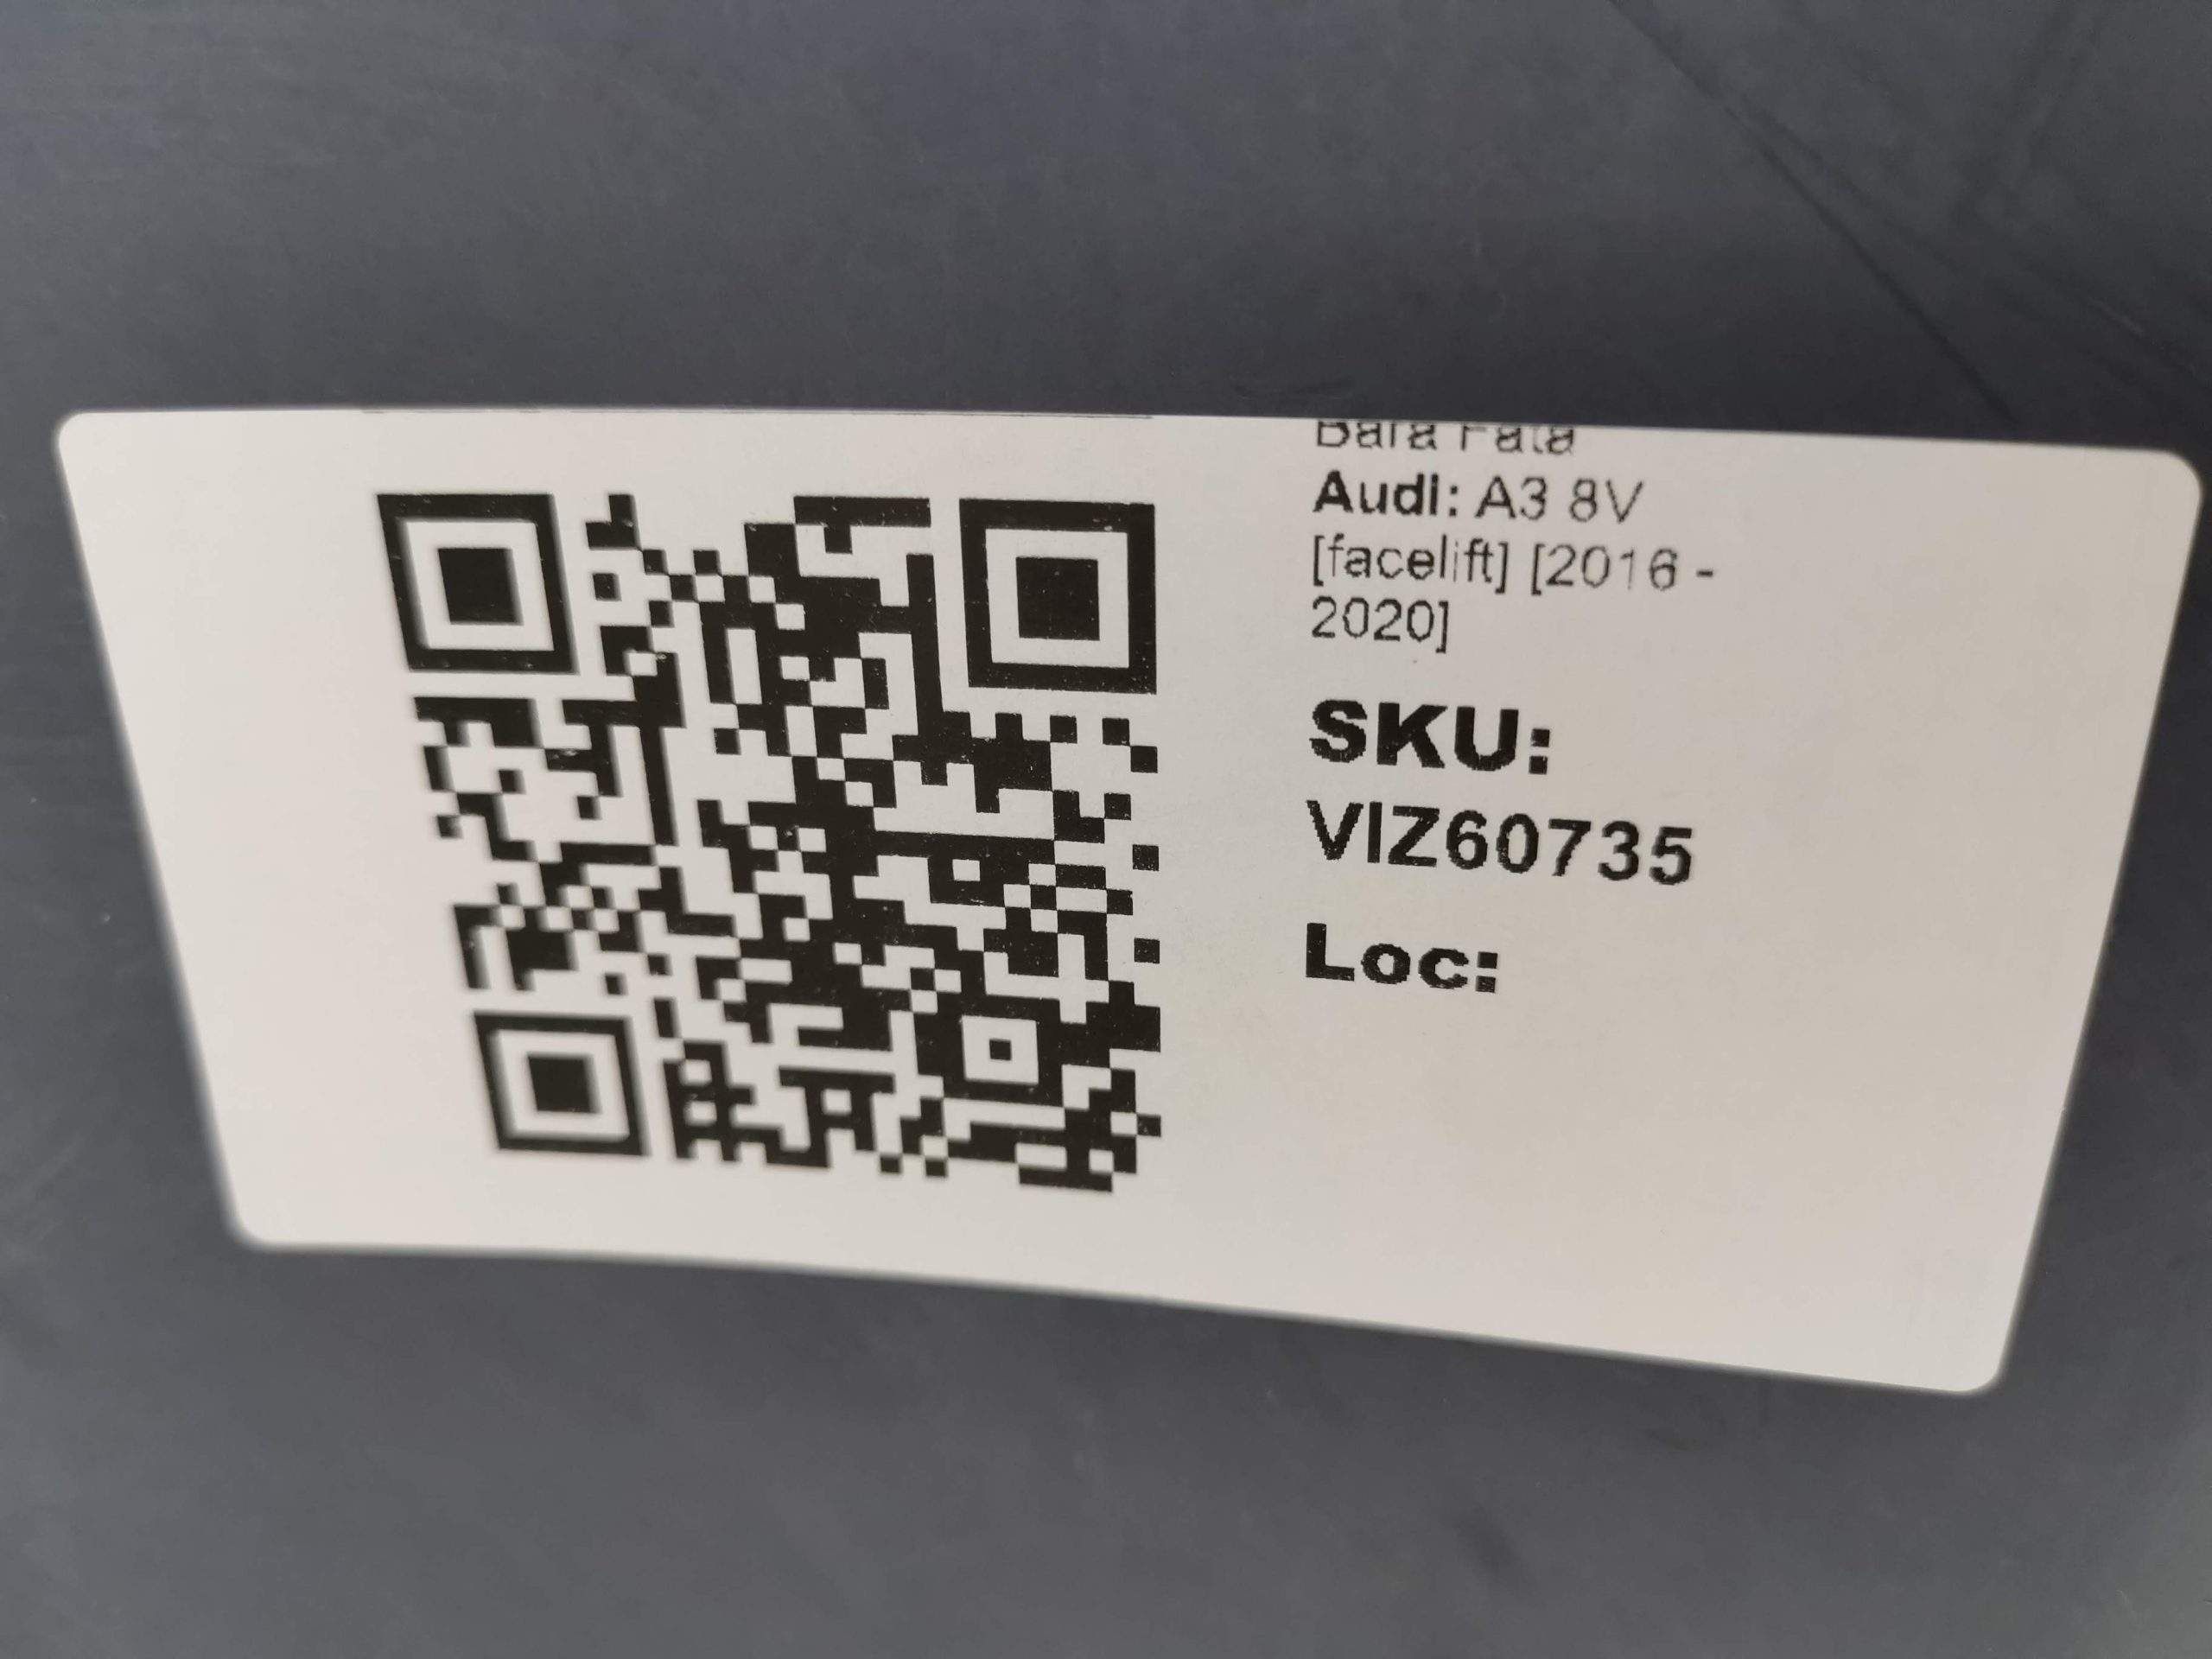 Bara Fata
Audi: A3 8V
[facelift] [2016 -
2020]
SKU:
VIZ60735
Loc: